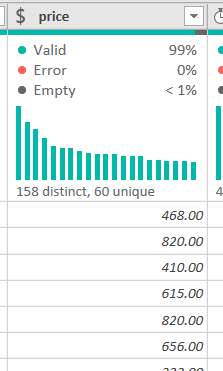 $ price
Valid 99%
Error 0%
Empty < 1%
158 distinct, 60 unique
468.00
820.00
410.00
615.00
820.00
656.00